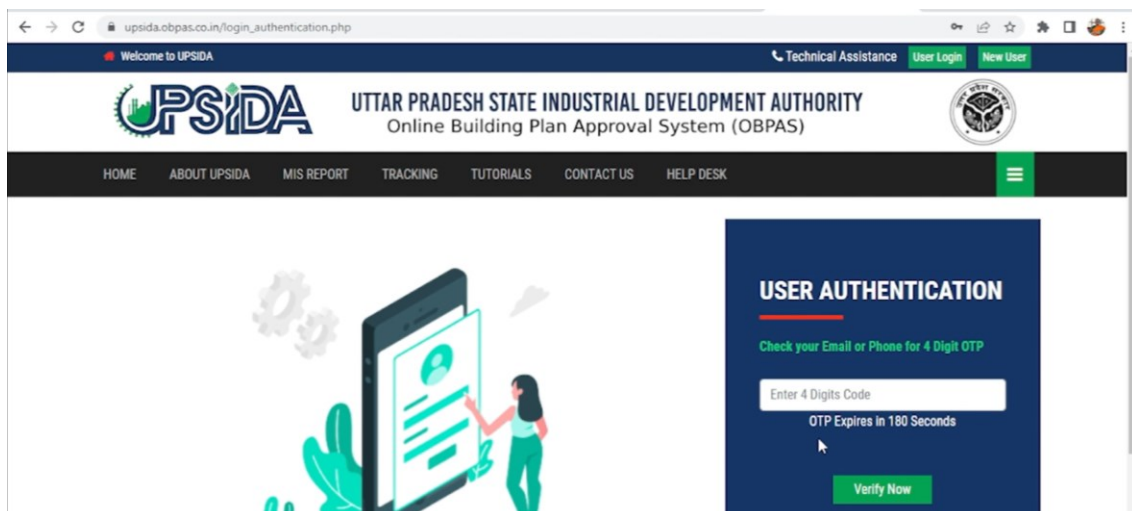 upsida.obpas.co.in/login_authentication.php
Welcome to UPSIDA
Technical Assistance
User Login
New User
UPSIDA
UTTAR PRADESH STATE INDUSTRIAL DEVELOPMENT AUTHORITY
Online Building Plan Approval System (OBPAS)
HOME ABOUT UPSIDA MIS REPORT TRACKING TUTORIALS CONTACT US HELP DESK
USER AUTHENTICATION
Check your Email or Phone for 4 Digit OTP
Enter 4 Digits Code
OTP Expires in 180 Seconds
Verify Now